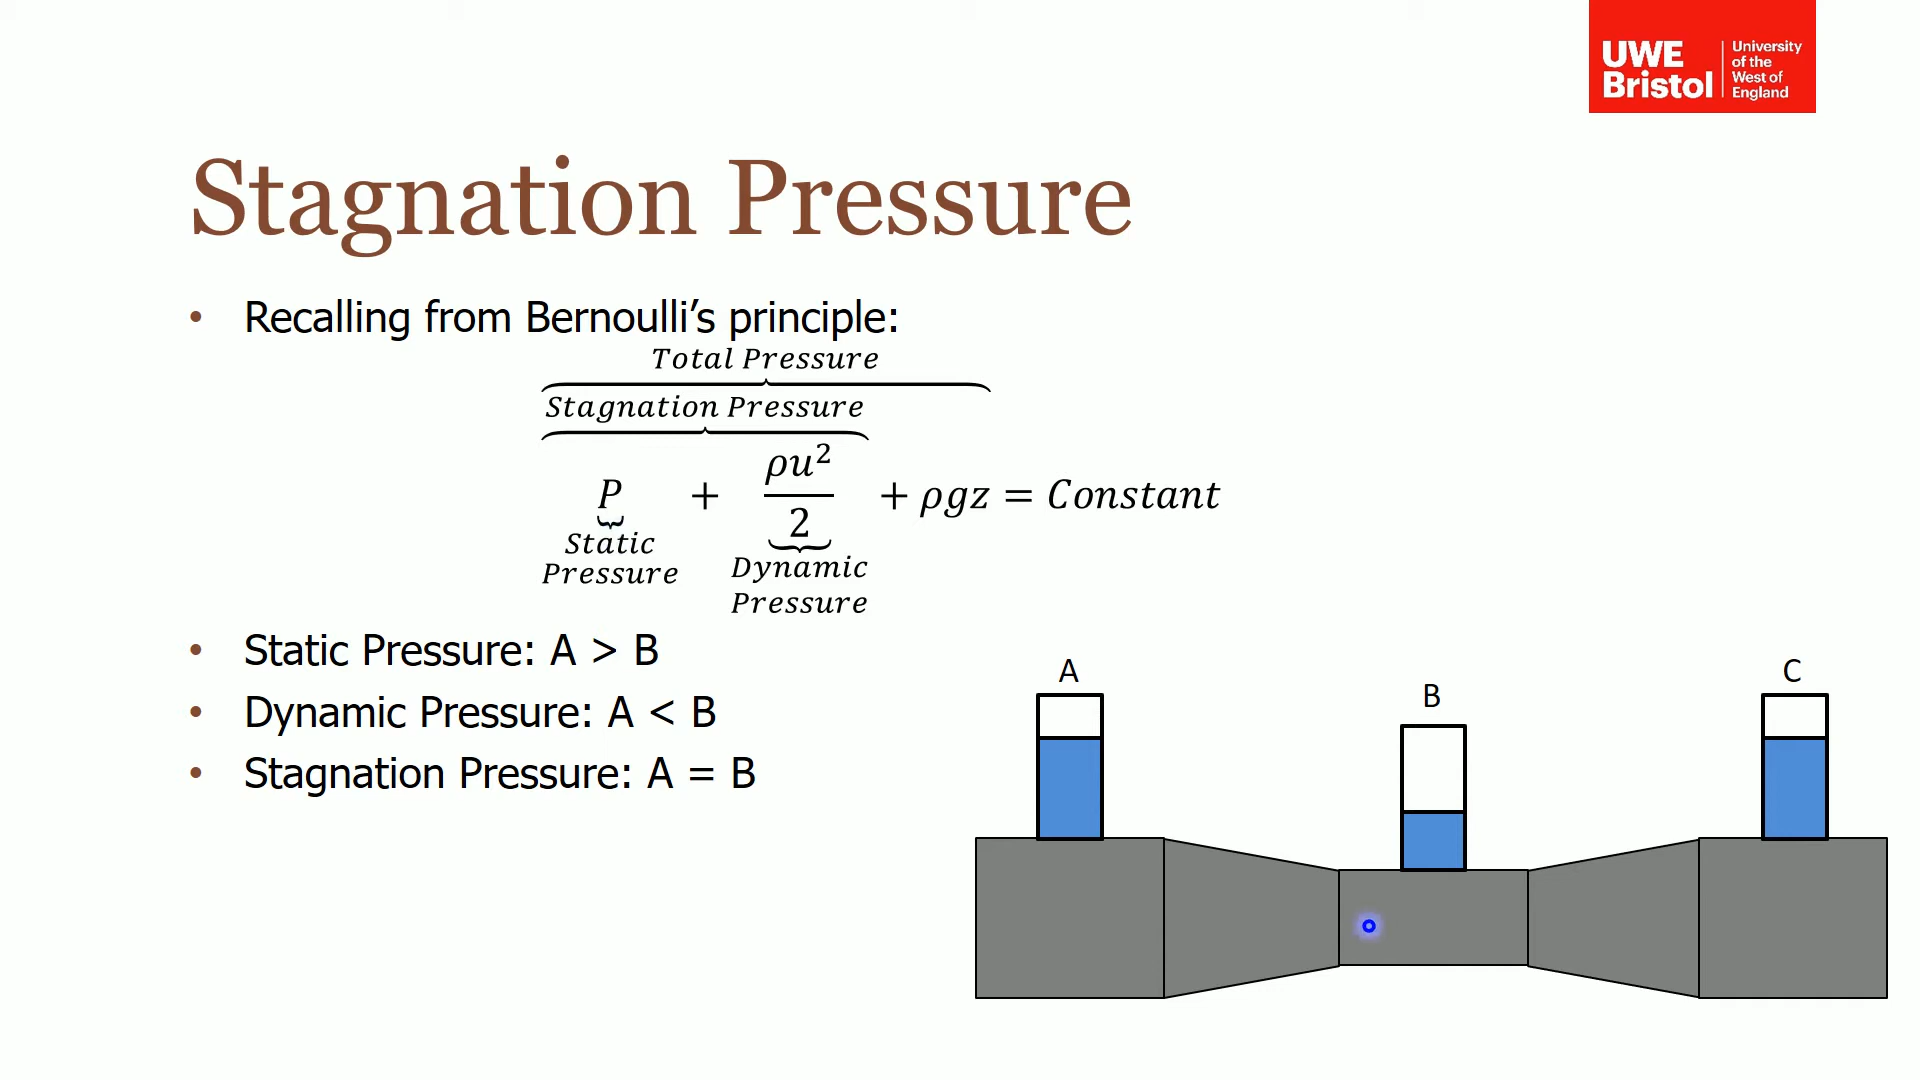 UWE
Bristol
University
of the
West of
England
Stagnation Pressure
• Recalling from Bernoulli’s principle:
Total Pressure
Stagnation Pressure
P + ρu²/2 + ρgz = Constant
Static
Pressure
Dynamic
Pressure
• Static Pressure: A > B
• Dynamic Pressure: A < B
• Stagnation Pressure: A = B
A
B
C